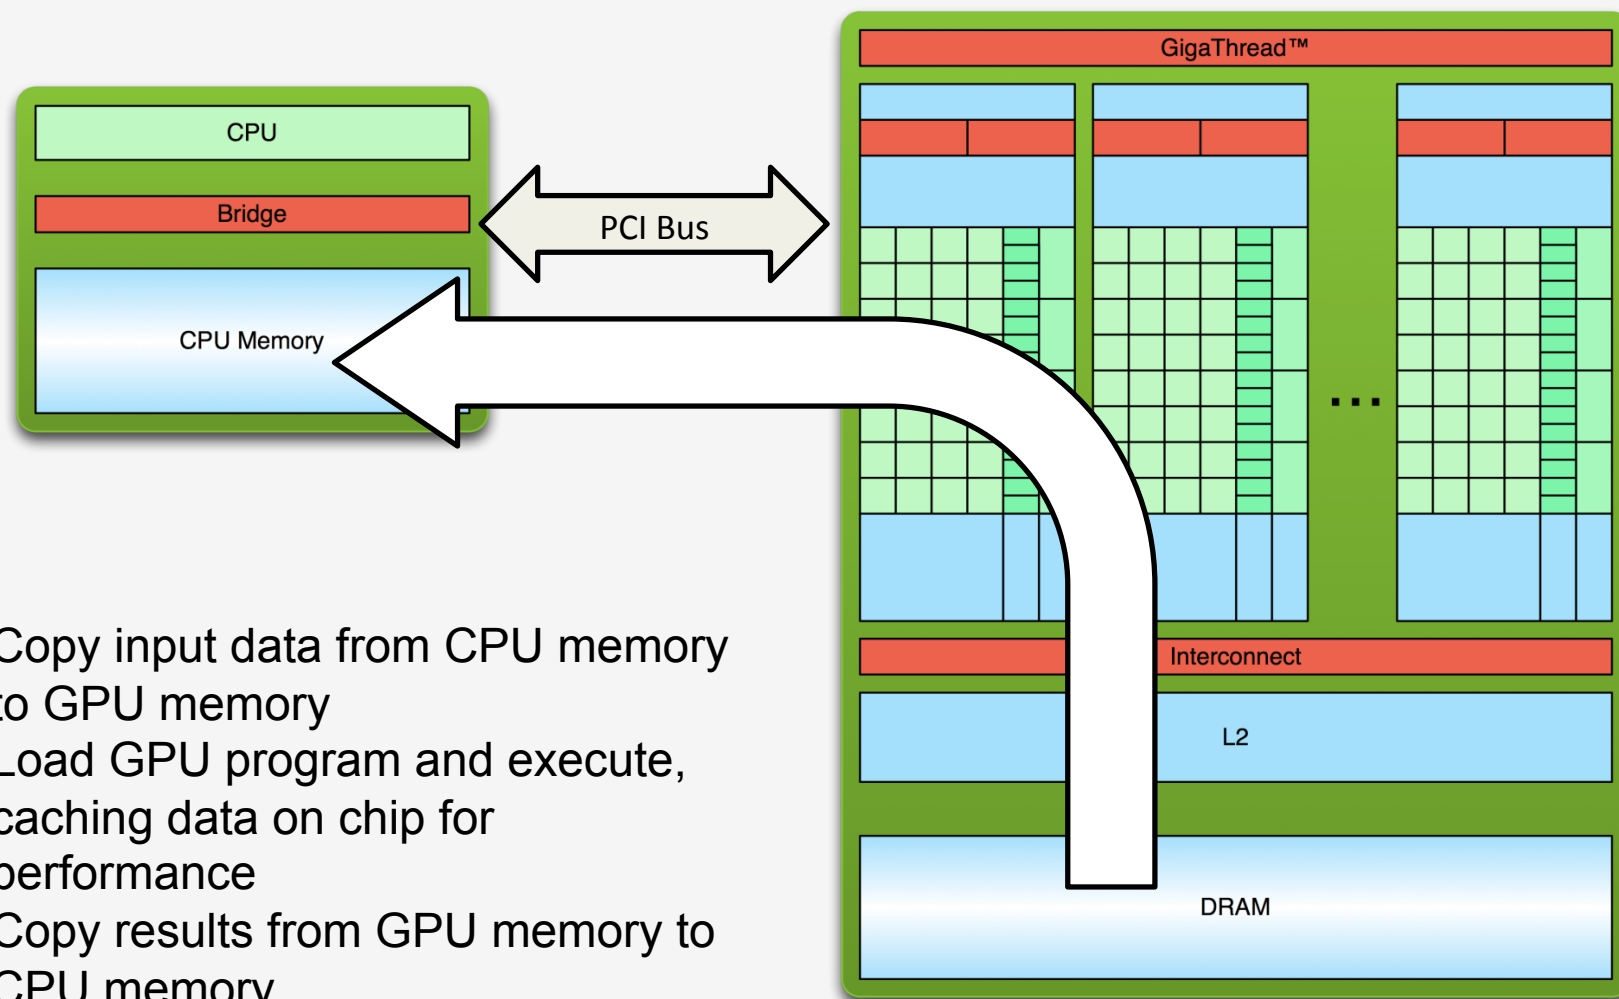 GigaThread™
CPU
Bridge
PCI Bus
CPU Memory
...
Copy input data from CPU memory
to GPU memory
Load GPU program and execute,
caching data on chip for
performance
Copy results from GPU memory to
CPU memory
Interconnect
L2
DRAM